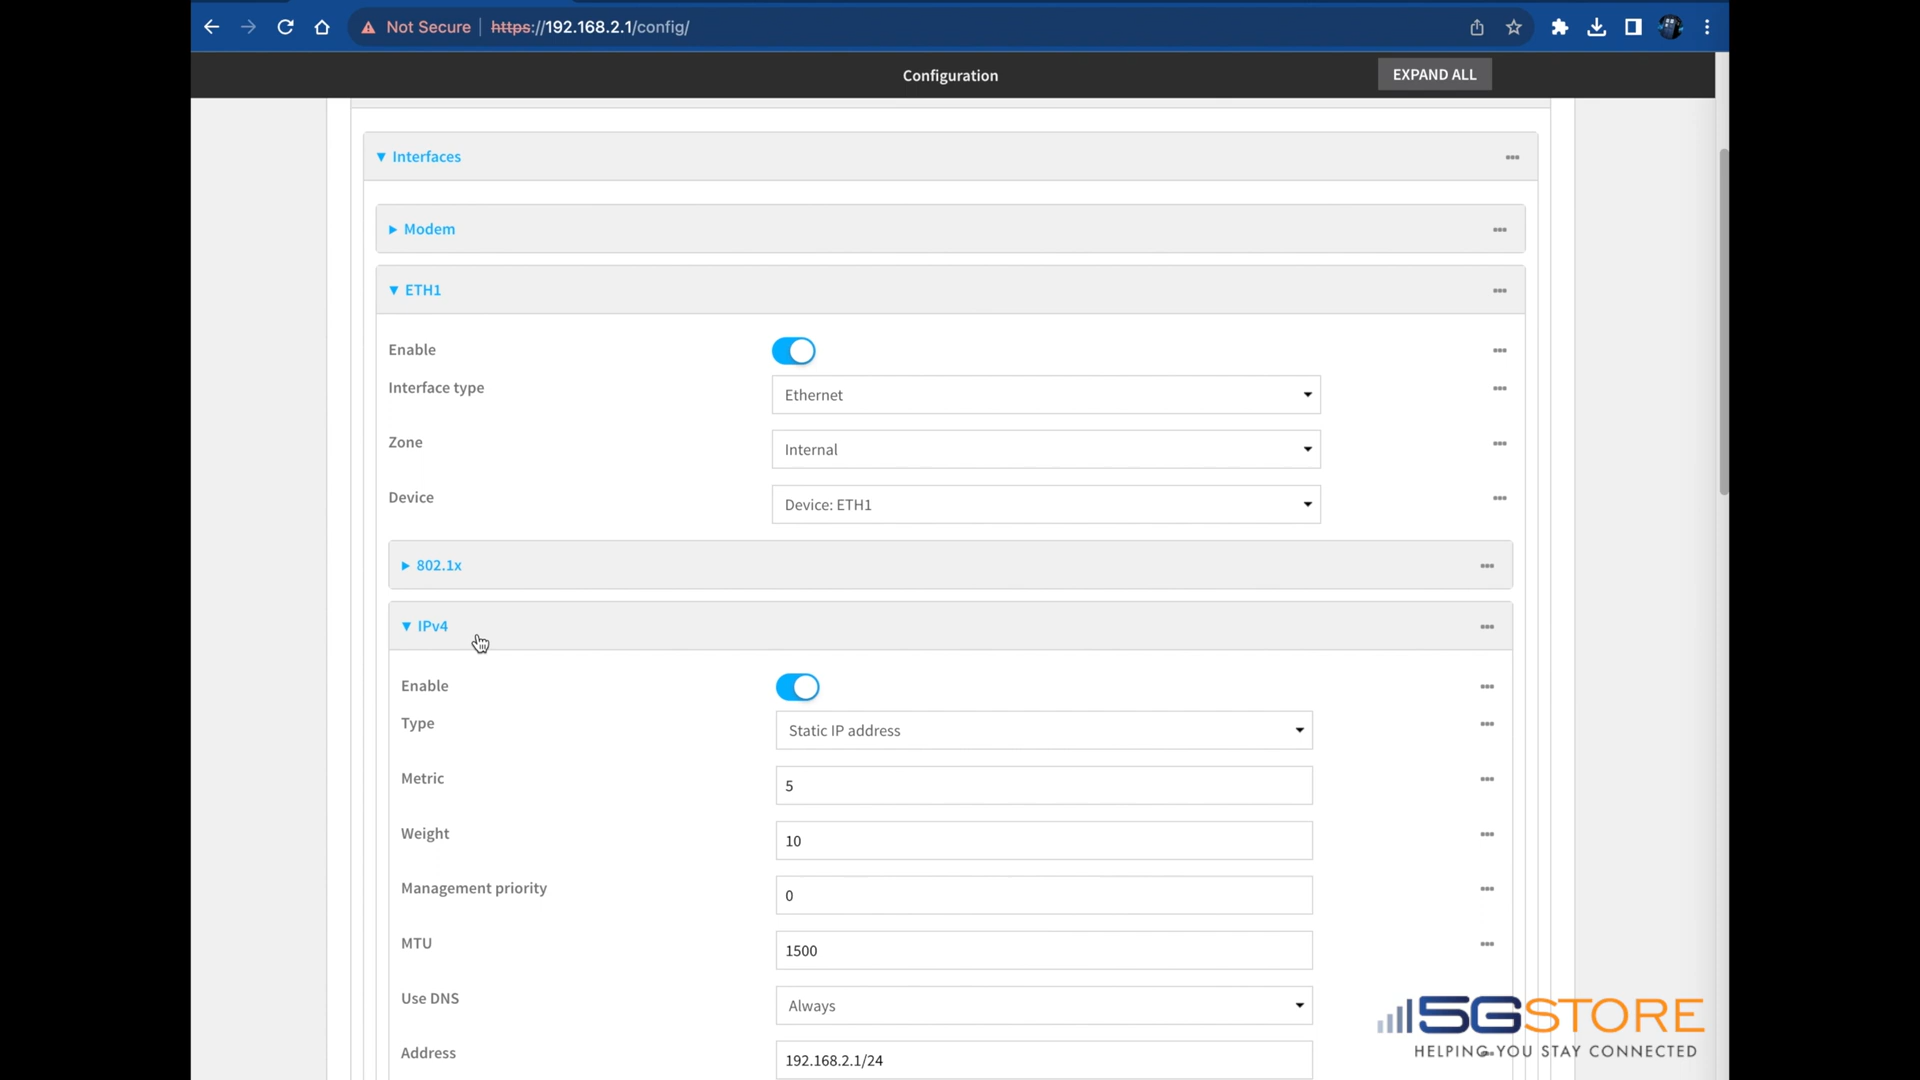 Not Secure https://192.168.2.1/config/
Configuration EXPAND ALL
Interfaces
Modem
ETH1
Enable
Interface type Ethernet
Zone Internal
Device Device: ETH1
802.1x
IPv4
Enable
Type Static IP address
Metric 5
Weight 10
Management priority 0
MTU 1500
Use DNS Always
Address 192.168.2.1/24
5GSTORE
HELPING YOU STAY CONNECTED